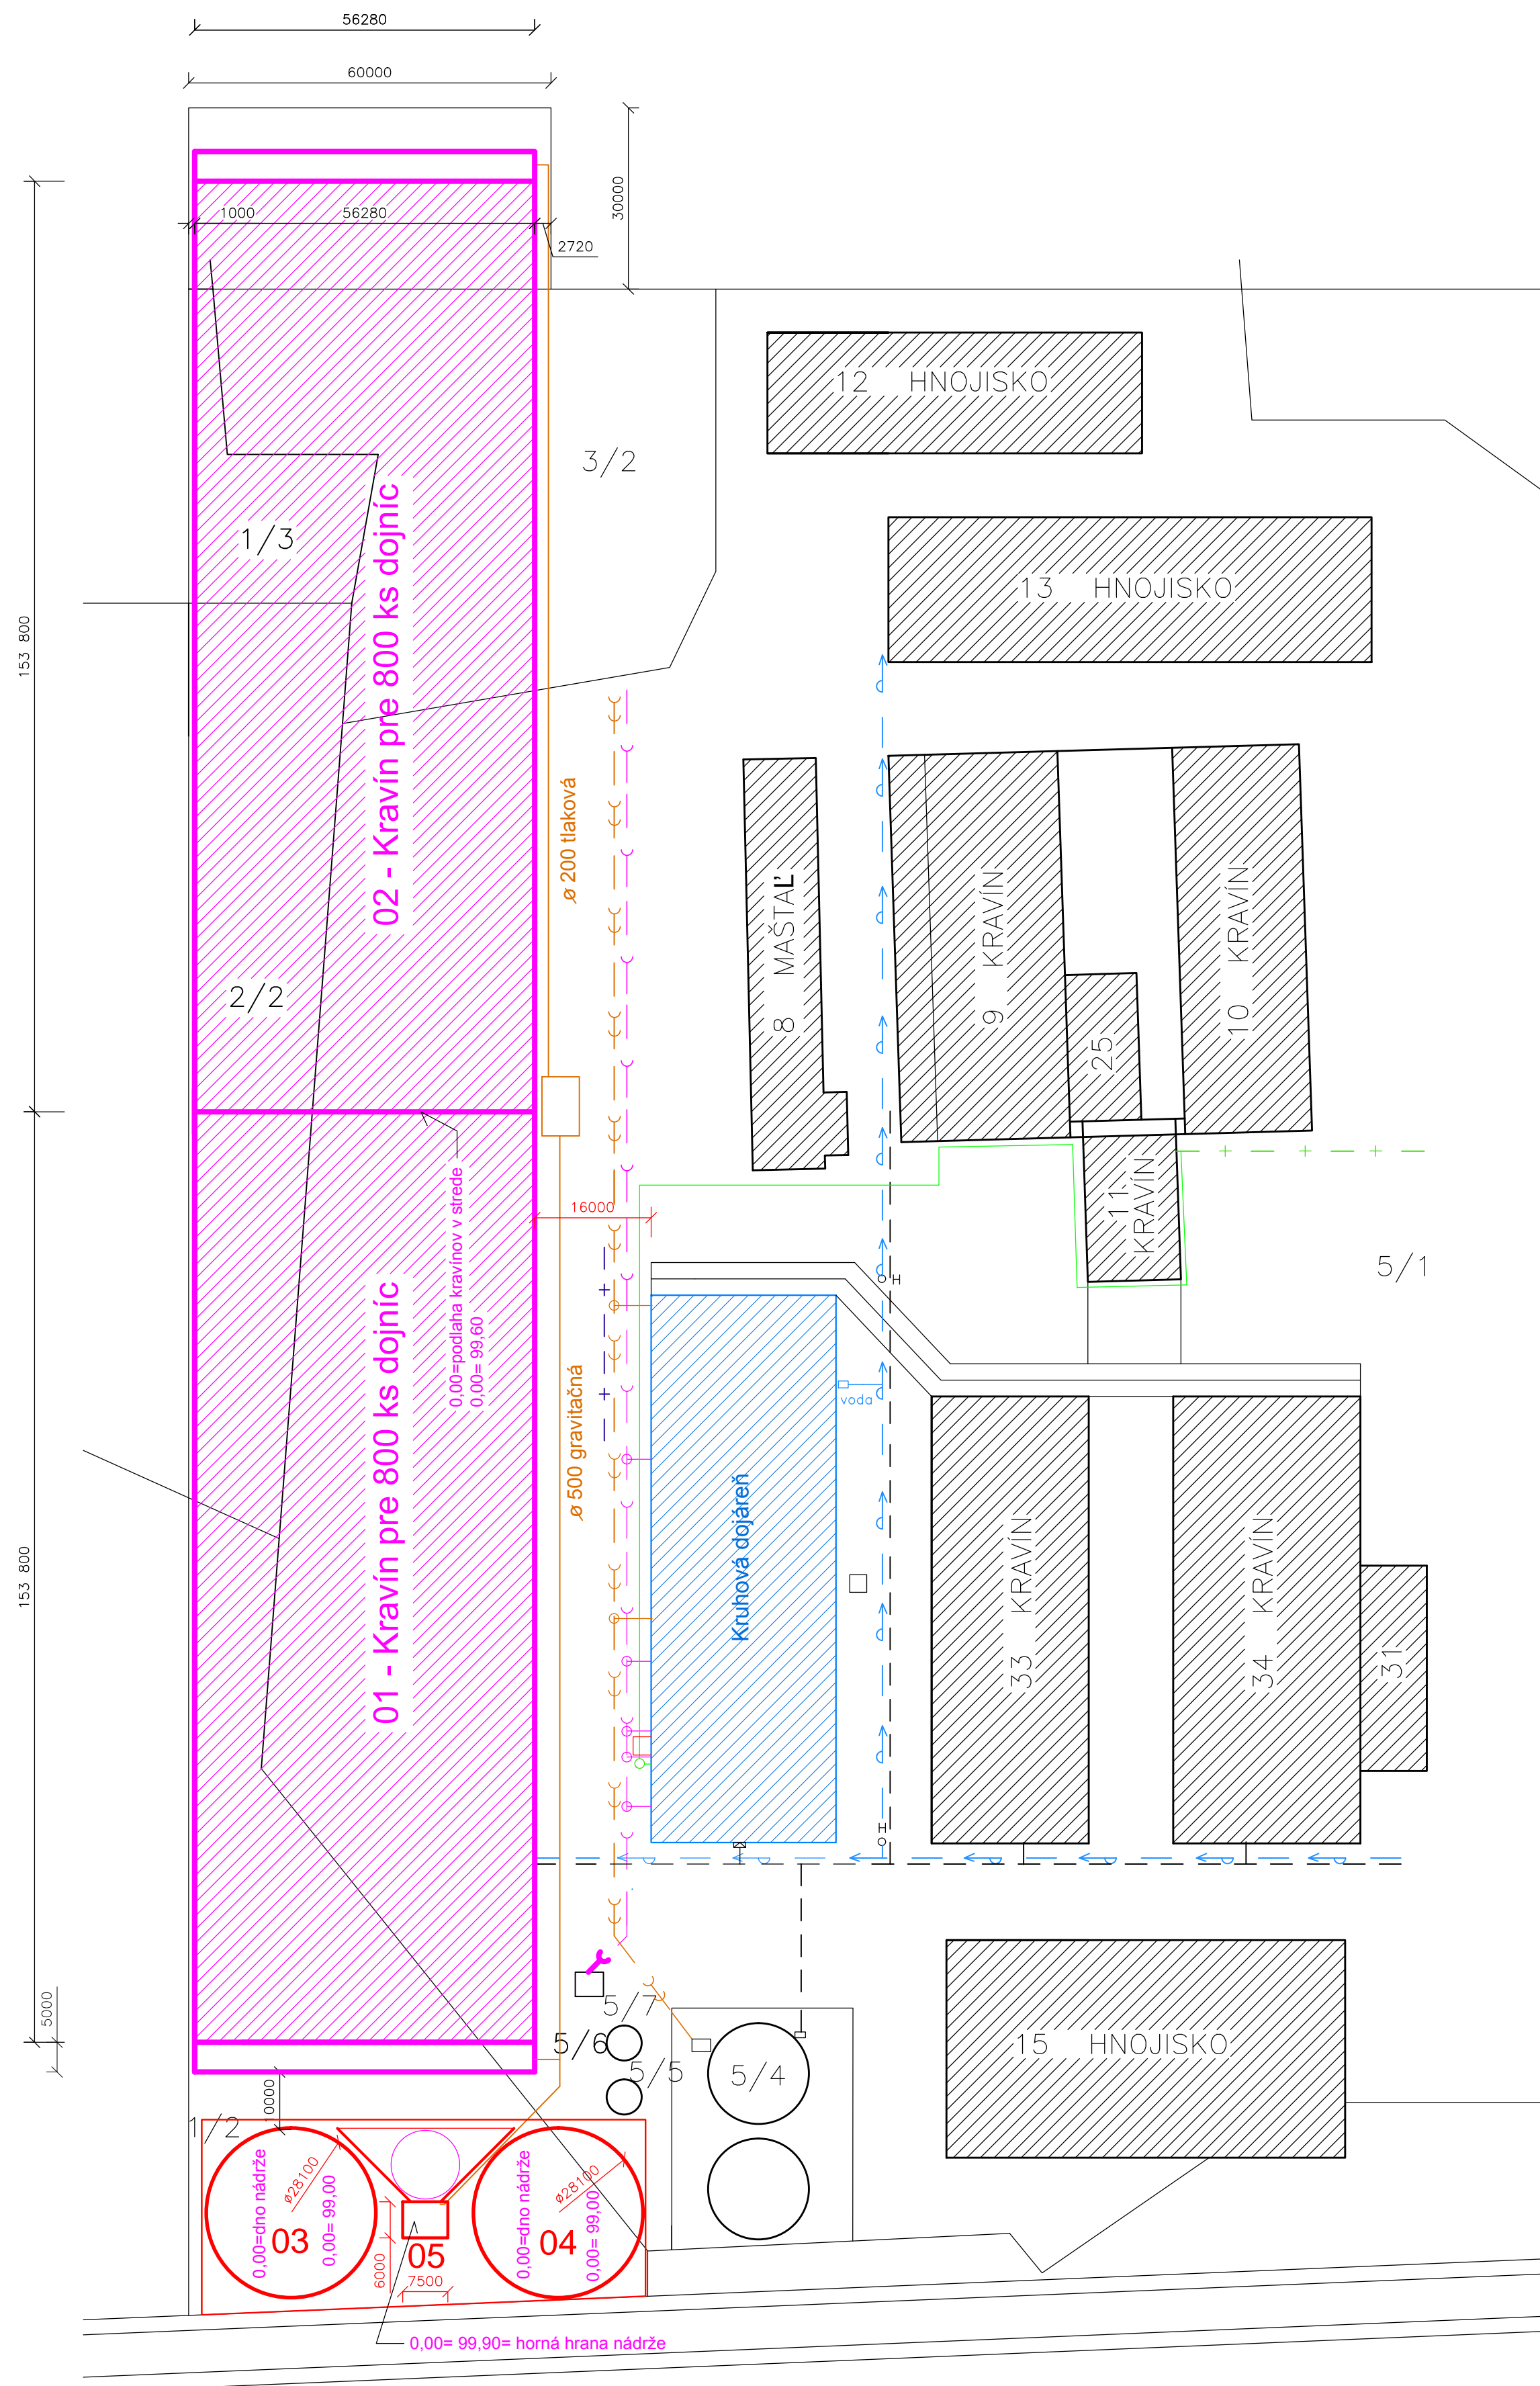 56280
60000
30000
1000
56280
2720
12 HNOJISKO
3/2
1/3
13 HNOJISKO
153 800
02 - Kravín pre 800 ks dojníc
ø 200 tlaková
8 MAŠTAĽ
9 KRAVÍN
10 KRAVÍN
2/2
25
11
KRAVÍN
0,00=podlaha kravínov v strede
0,00= 99,60
16000
5/1
H
voda
01 - Kravín pre 800 ks dojníc
ø 500 gravitačná
Kruhová dojáreň
33 KRAVÍN
34 KRAVÍN
31
153 800
H
5000
5/7
5/6
5/5
5/4
15 HNOJISKO
10000
1/2
0,00=dno nádrže
0,00= 99,00
ø28100
03
6000
05
7500
0,00=dno nádrže
0,00= 99,00
ø28100
04
0,00= 99,90= horná hrana nádrže